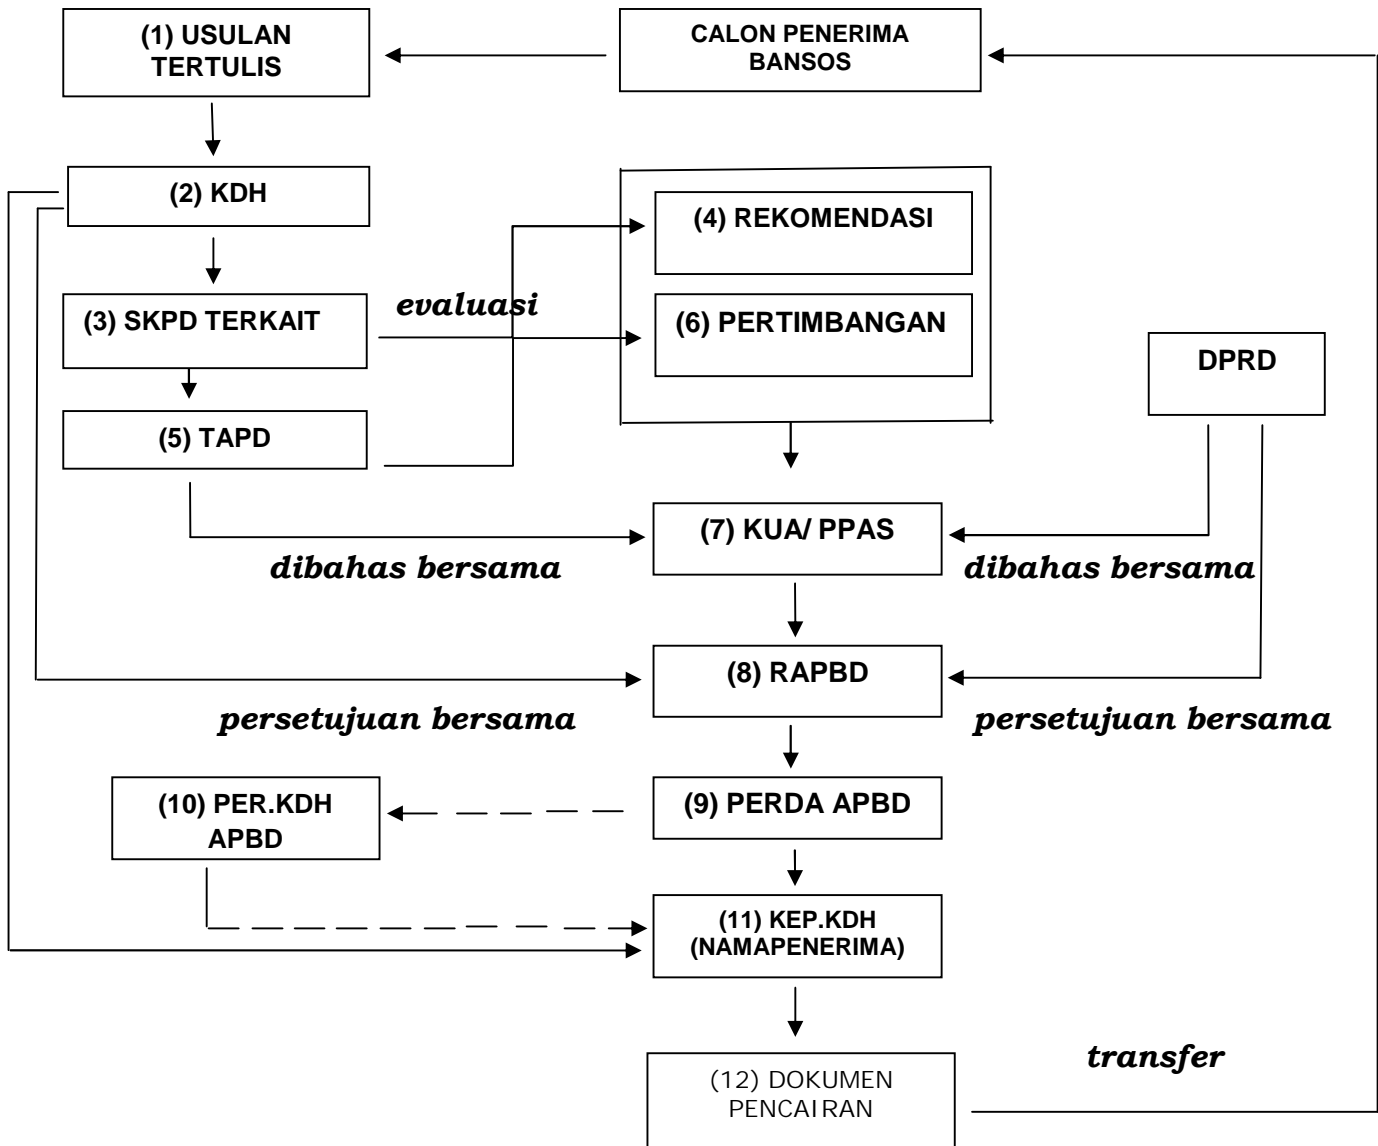 (1) USULAN
TERTULIS
CALON PENERIMA
BANSOS
(2) KDH
(4) REKOMENDASI
(3) SKPD TERKAIT
evaluasi
(6) PERTIMBANGAN
DPRD
(5) TAPD
(7) KUA/ PPAS
dibahas bersama
dibahas bersama
(8) RAPBD
persetujuan bersama
persetujuan bersama
(10) PER.KDH
APBD
(9) PERDA APBD
(11) KEP.KDH
(NAMAPENERIMA)
transfer
(12) DOKUMEN
PENCAIRAN